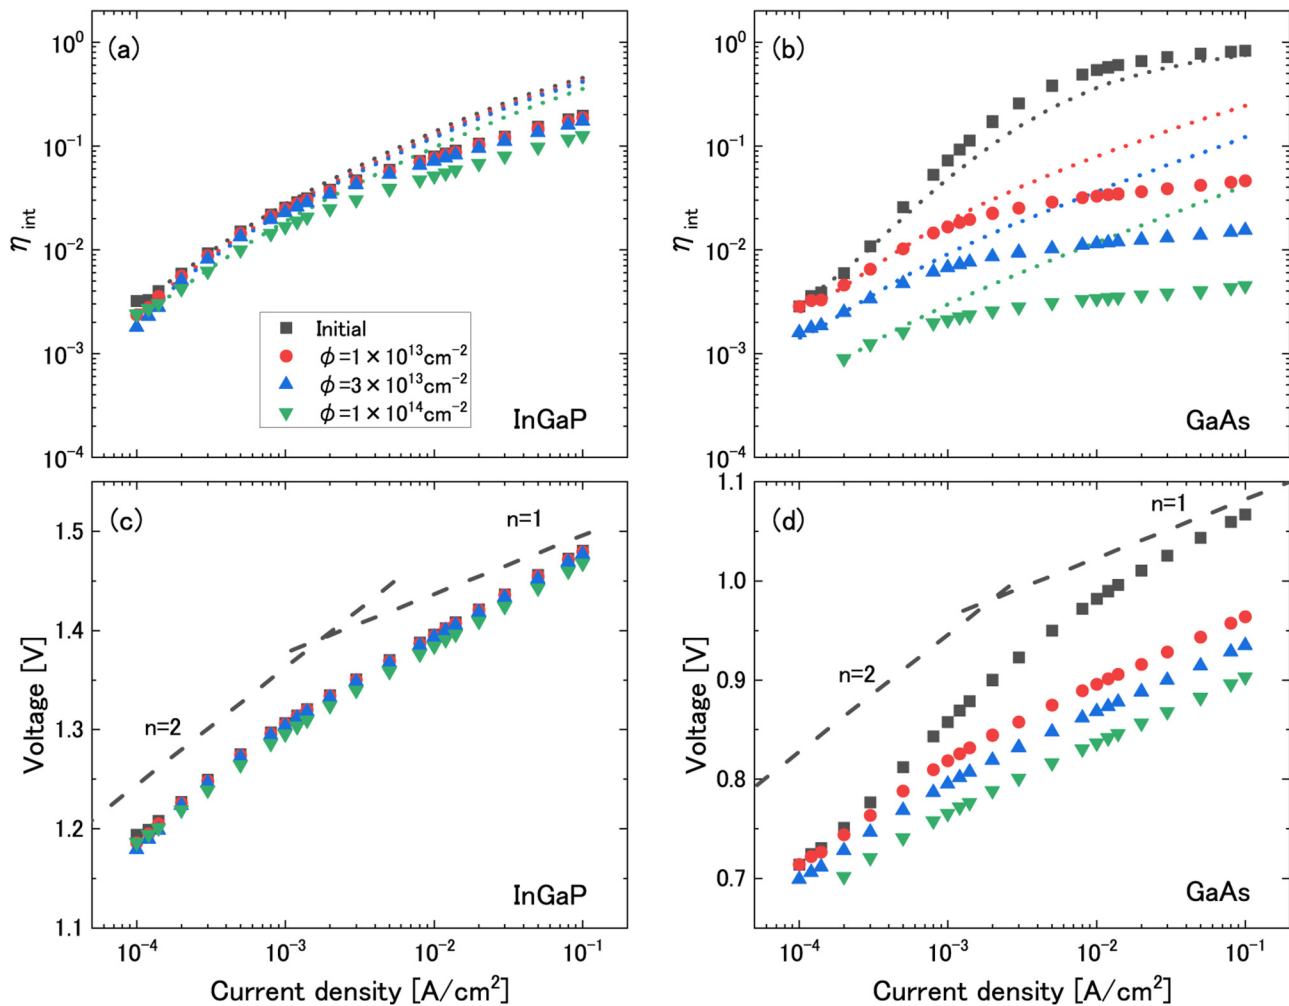 (a)
10⁰
10⁻¹
10⁻²
10⁻³
10⁻⁴
η int
Initial
ϕ=1×10¹³cm⁻²
ϕ=3×10¹³cm⁻²
ϕ=1×10¹⁴cm⁻²
InGaP
(b)
10⁰
10⁻¹
10⁻²
10⁻³
10⁻⁴
η int
GaAs
(c)
1.5
1.4
1.3
1.2
1.1
Voltage [V]
n=1
n=2
InGaP
10⁻⁴ 10⁻³ 10⁻² 10⁻¹
Current density [A/cm²]
(d)
1.1
1.0
0.9
0.8
0.7
Voltage [V]
n=1
n=2
GaAs
10⁻⁴ 10⁻³ 10⁻² 10⁻¹
Current density [A/cm²]